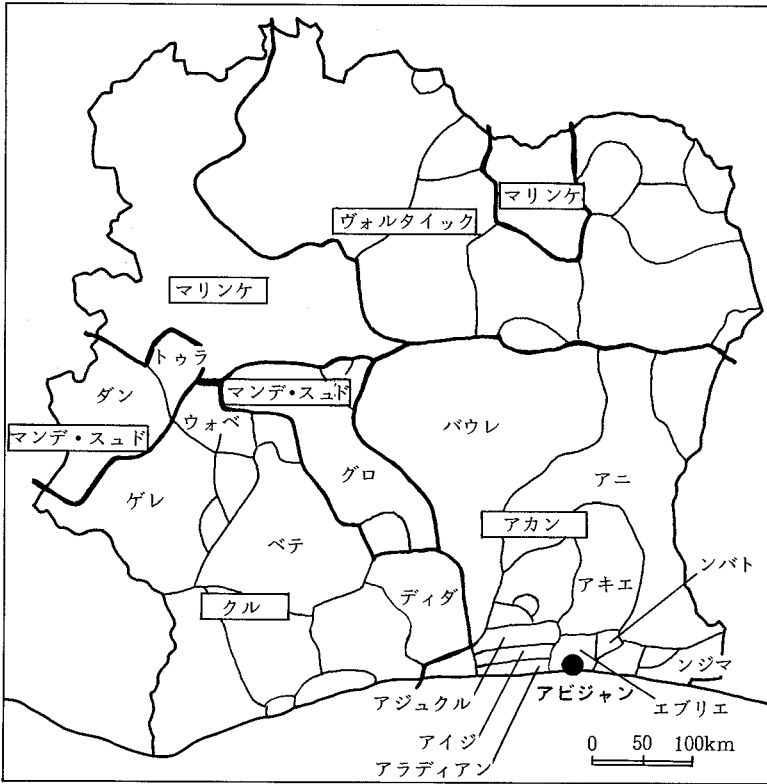 マリンケ
ヴォルタイック
マリンケ
トゥラ
ダン
マンデ・スュド
マンデ・スュド
ウォベ
バウレ
グロ
アニ
ゲレ
アカン
ベテ
ンバト
アキエ
ディダ
クル
ンジマ
アジュクル
アビジャン
エブリエ
アイジ
アラディアン
0 50 100km